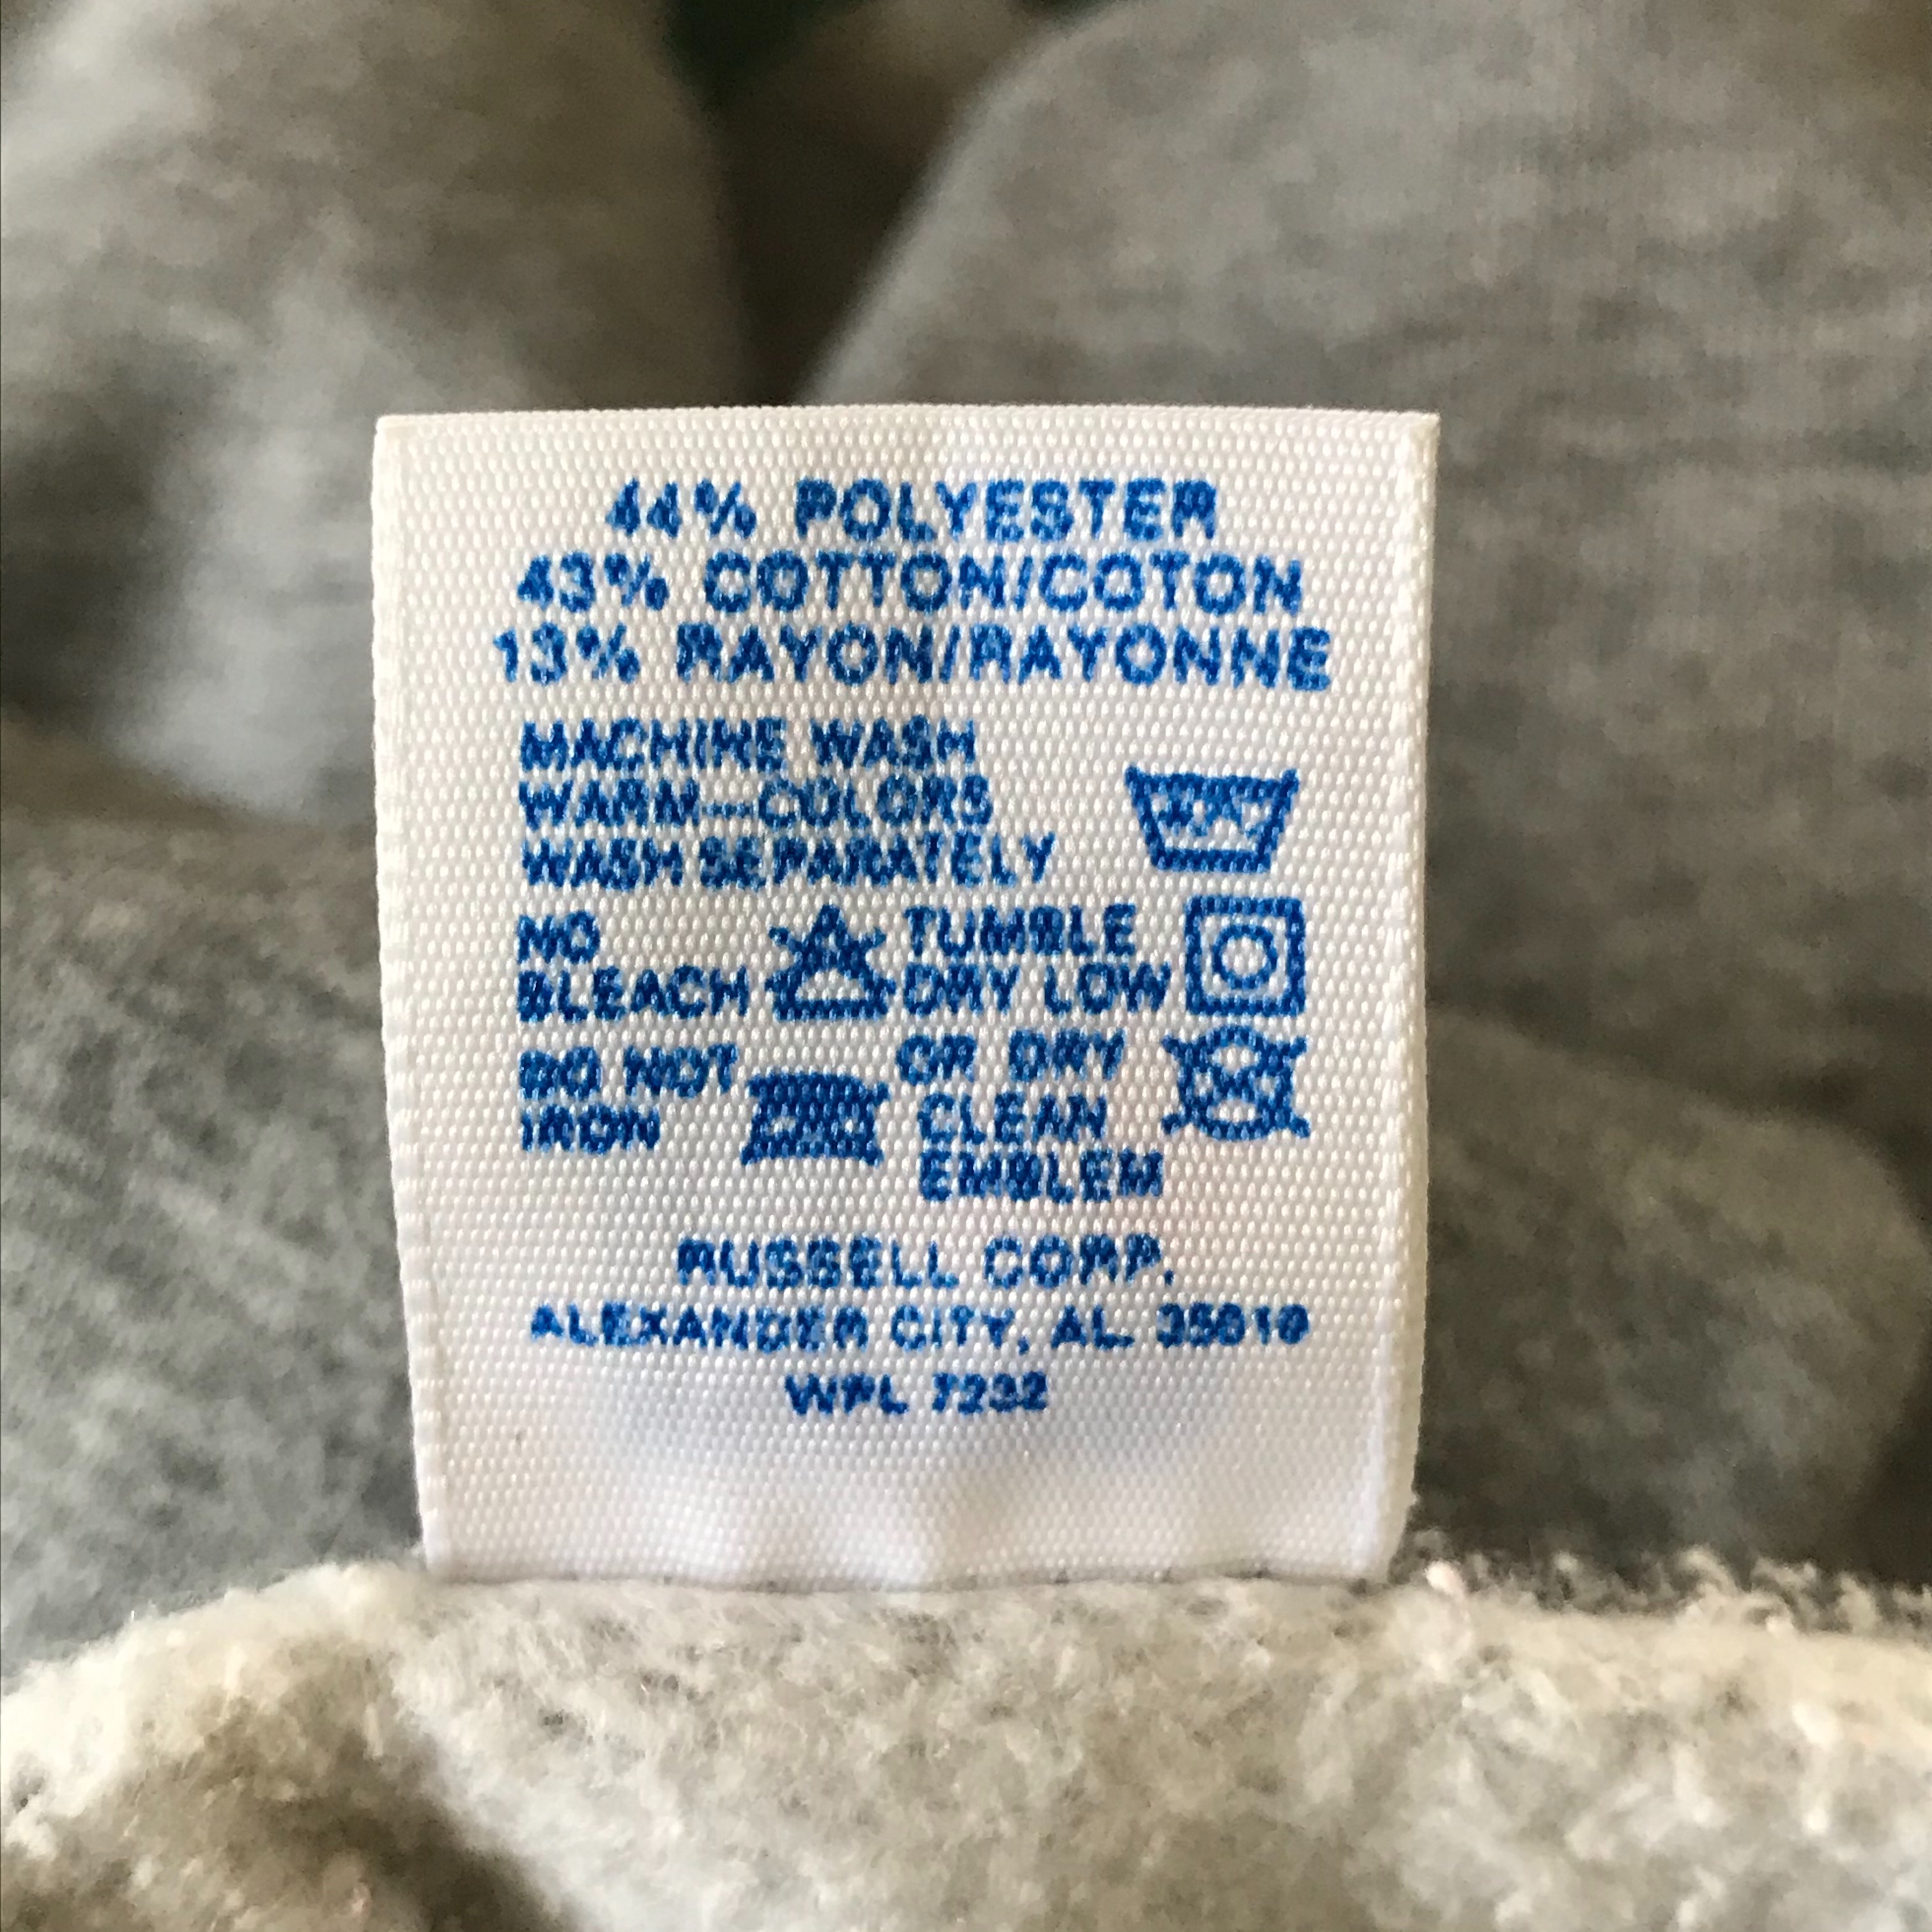 44% POLYESTER
43% COTTON/COTON
13% RAYON/RAYONNE
MACHINE WASH
WARM—COLORS
WASH SEPARATELY
NO
BLEACH
TUMBLE
DRY LOW
DO NOT
IRON
OR DRY
CLEAN
EMBLEM
RUSSELL CORP.
ALEXANDER CITY, AL. 35010
WPL 7232